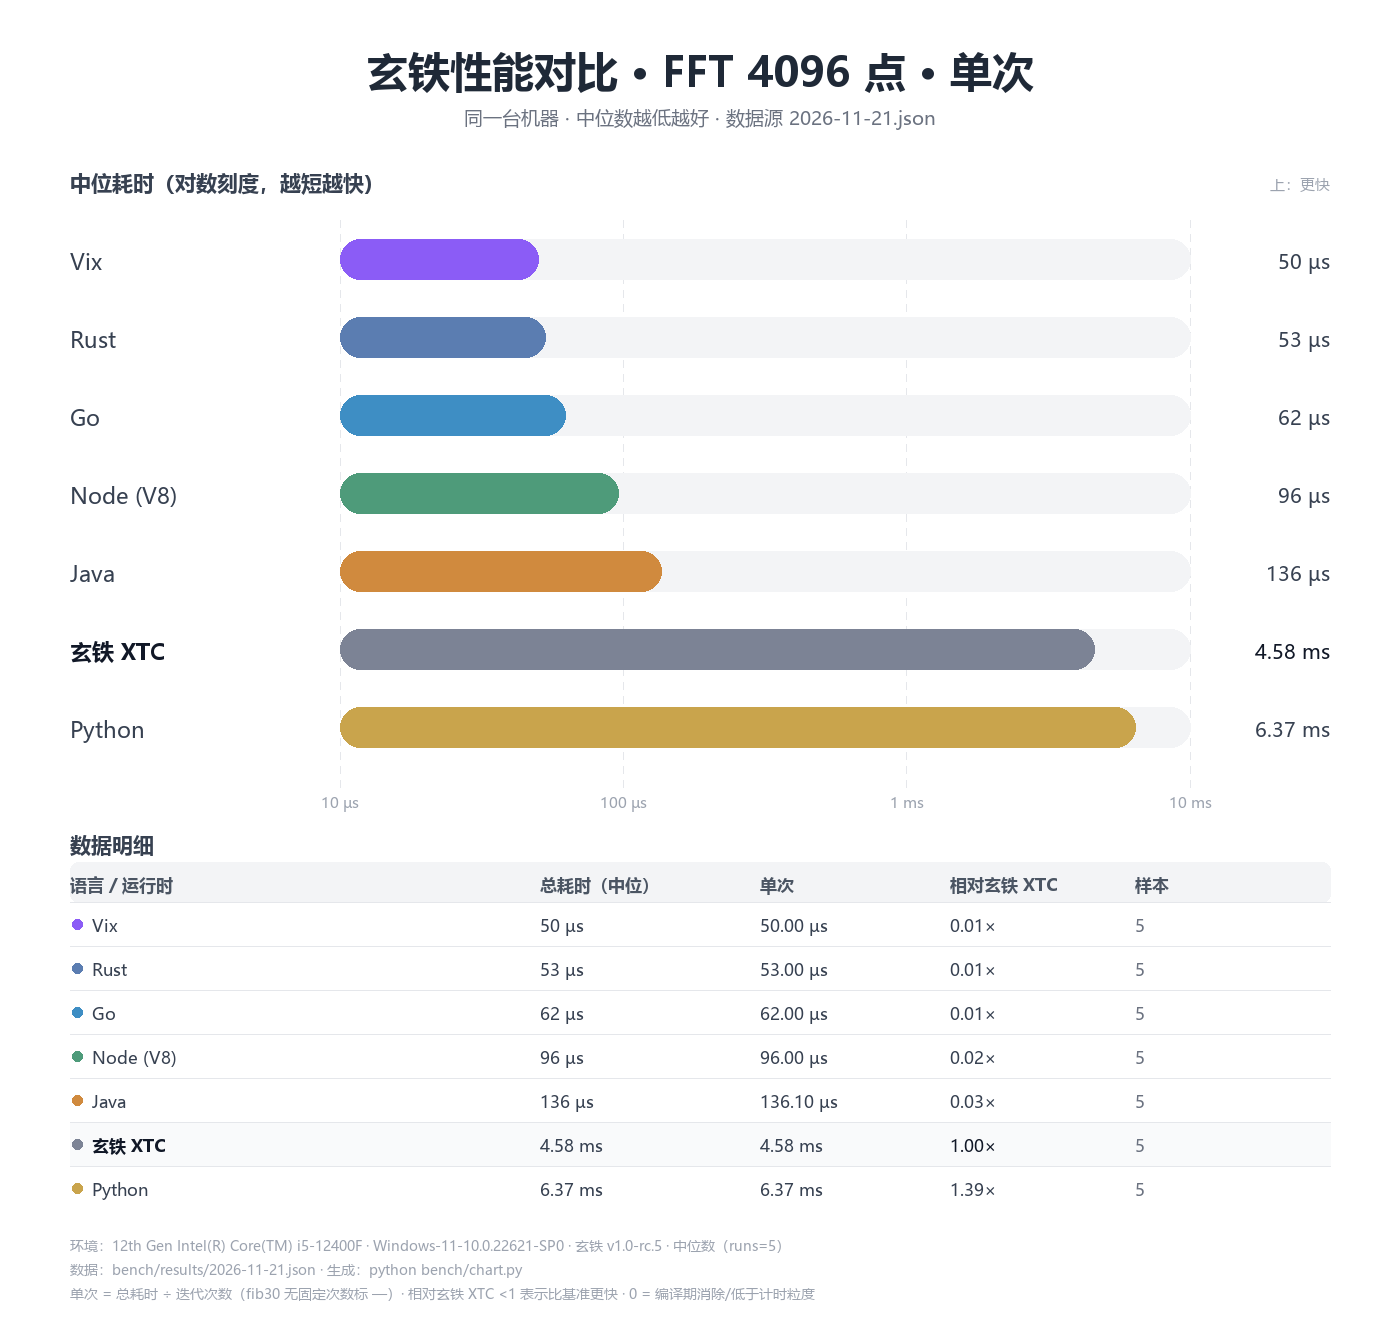 玄铁性能对比 • FFT 4096 点 • 单次
同一台机器 · 中位数越低越好 · 数据源 2026-11-21.json
中位耗时（对数刻度，越短越快）
上：更快
Vix 50 µs
Rust 53 µs
Go 62 µs
Node (V8) 96 µs
Java 136 µs
玄铁 XTC 4.58 ms
Python 6.37 ms
10 µs 100 µs 1 ms 10 ms
数据明细
语言 / 运行时 总耗时（中位） 单次 相对玄铁 XTC 样本
Vix 50 µs 50.00 µs 0.01× 5
Rust 53 µs 53.00 µs 0.01× 5
Go 62 µs 62.00 µs 0.01× 5
Node (V8) 96 µs 96.00 µs 0.02× 5
Java 136 µs 136.10 µs 0.03× 5
玄铁 XTC 4.58 ms 4.58 ms 1.00× 5
Python 6.37 ms 6.37 ms 1.39× 5
环境：12th Gen Intel(R) Core(TM) i5-12400F · Windows-11-10.0.22621-SP0 · 玄铁 v1.0-rc.5 · 中位数（runs=5）
数据：bench/results/2026-11-21.json · 生成：python bench/chart.py
单次 = 总耗时 ÷ 迭代次数（fib30 无固定次数标 —）· 相对玄铁 XTC <1 表示比基准更快 · 0 = 编译期消除/低于计时粒度